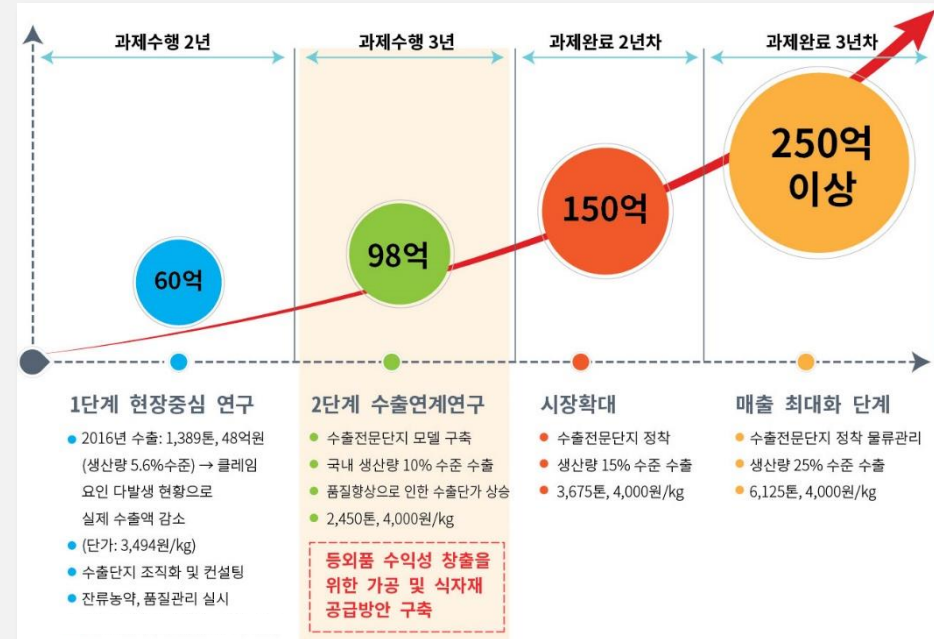 과제수행 2년
과제수행 3년
과제완료 2년차
과제완료 3년차
60억
98억
150억
250억
이상
1단계 현장중심 연구
2016년 수출: 1,389톤, 48억원
(생산량 5.6%수준) → 클레임
요인 다발생 현황으로
실제 수출액 감소
(단가: 3,494원/kg)
수출단지 조직화 및 컨설팅
잔류농약, 품질관리 실시
2단계 수출연계연구
수출전문단지 모델 구축
국내 생산량 10% 수준 수출
품질향상으로 인한 수출단가 상승
2,450톤, 4,000원/kg
등외품 수익성 창출을
위한 가공 및 식자재
공급방안 구축
시장확대
수출전문단지 정착
생산량 15% 수준 수출
3,675톤, 4,000원/kg
매출 최대화 단계
수출전문단지 정착 물류관리
생산량 25% 수준 수출
6,125톤, 4,000원/kg